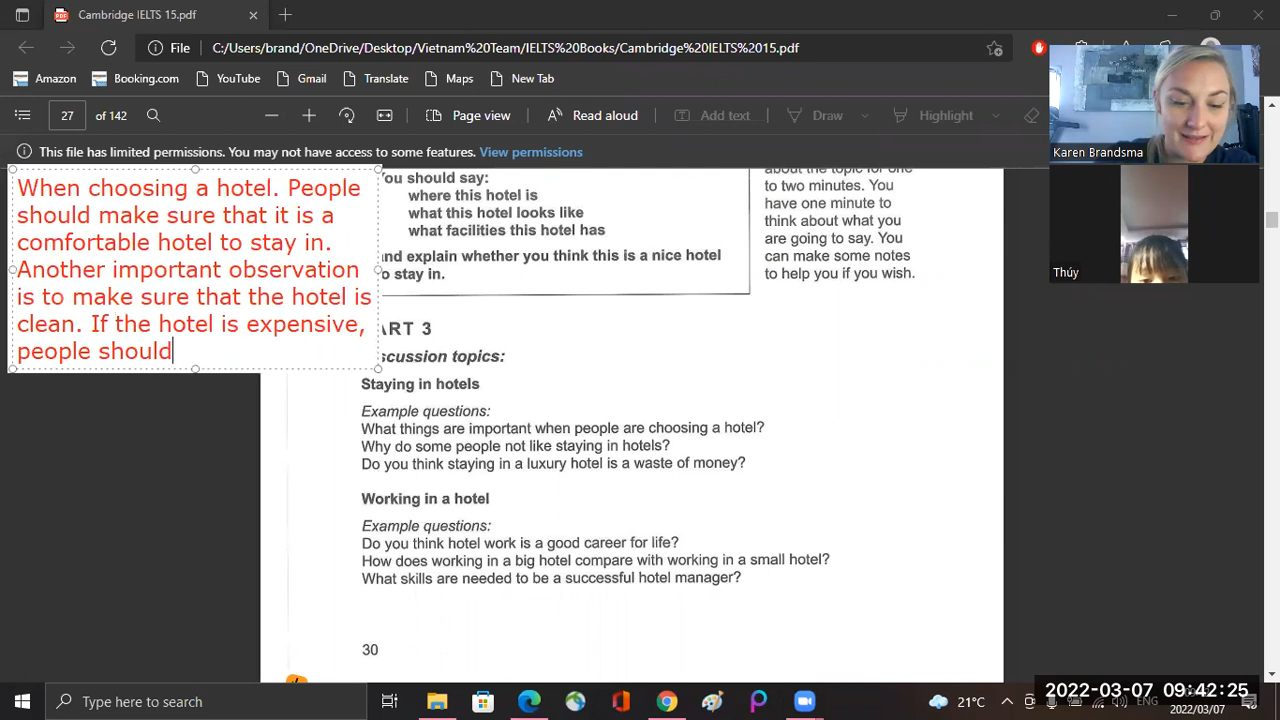 Cambridge IELTS 15.pdf
File
C:/Users/brand/OneDrive/Desktop/Vietnam%20Team/IELTS%20Books/Cambridge%20IELTS%2015.pdf
Amazon
Booking.com
YouTube
Gmail
Translate
Maps
New Tab
27 of 142
Page view
Read aloud
Add text
Draw
Highlight
This file has limited permissions. You may not have access to some features. View permissions
Karen Brandsma
Thúy
When choosing a hotel. People
should make sure that it is a
comfortable hotel to stay in.
Another important observation
is to make sure that the hotel is
clean. If the hotel is expensive,
people should
You should say:
where this hotel is
what this hotel looks like
what facilities this hotel has
and explain whether you think this is a nice hotel
to stay in.
about the topic for one
to two minutes. You
have one minute to
think about what you
are going to say. You
can make some notes
to help you if you wish.
ART 3
scussion topics:
Staying in hotels
Example questions:
What things are important when people are choosing a hotel?
Why do some people not like staying in hotels?
Do you think staying in a luxury hotel is a waste of money?
Working in a hotel
Example questions:
Do you think hotel work is a good career for life?
How does working in a big hotel compare with working in a small hotel?
What skills are needed to be a successful hotel manager?
30
Type here to search
21°C
ENG
2022-03-07 09:42:25
2022/03/07